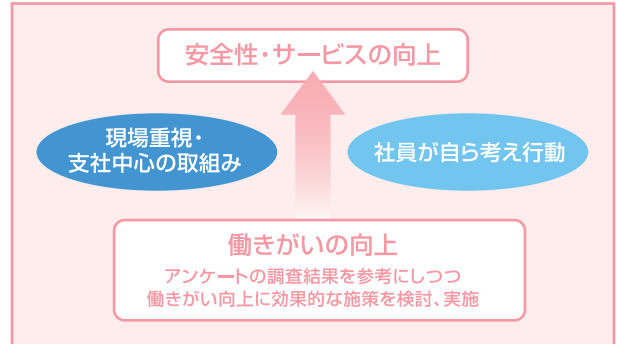 安全性・サービスの向上
現場重視・
支社中心の取組み
社員が自ら考え行動
働きがいの向上
アンケートの調査結果を参考にしつつ
働きがい向上に効果的な施策を検討、実施